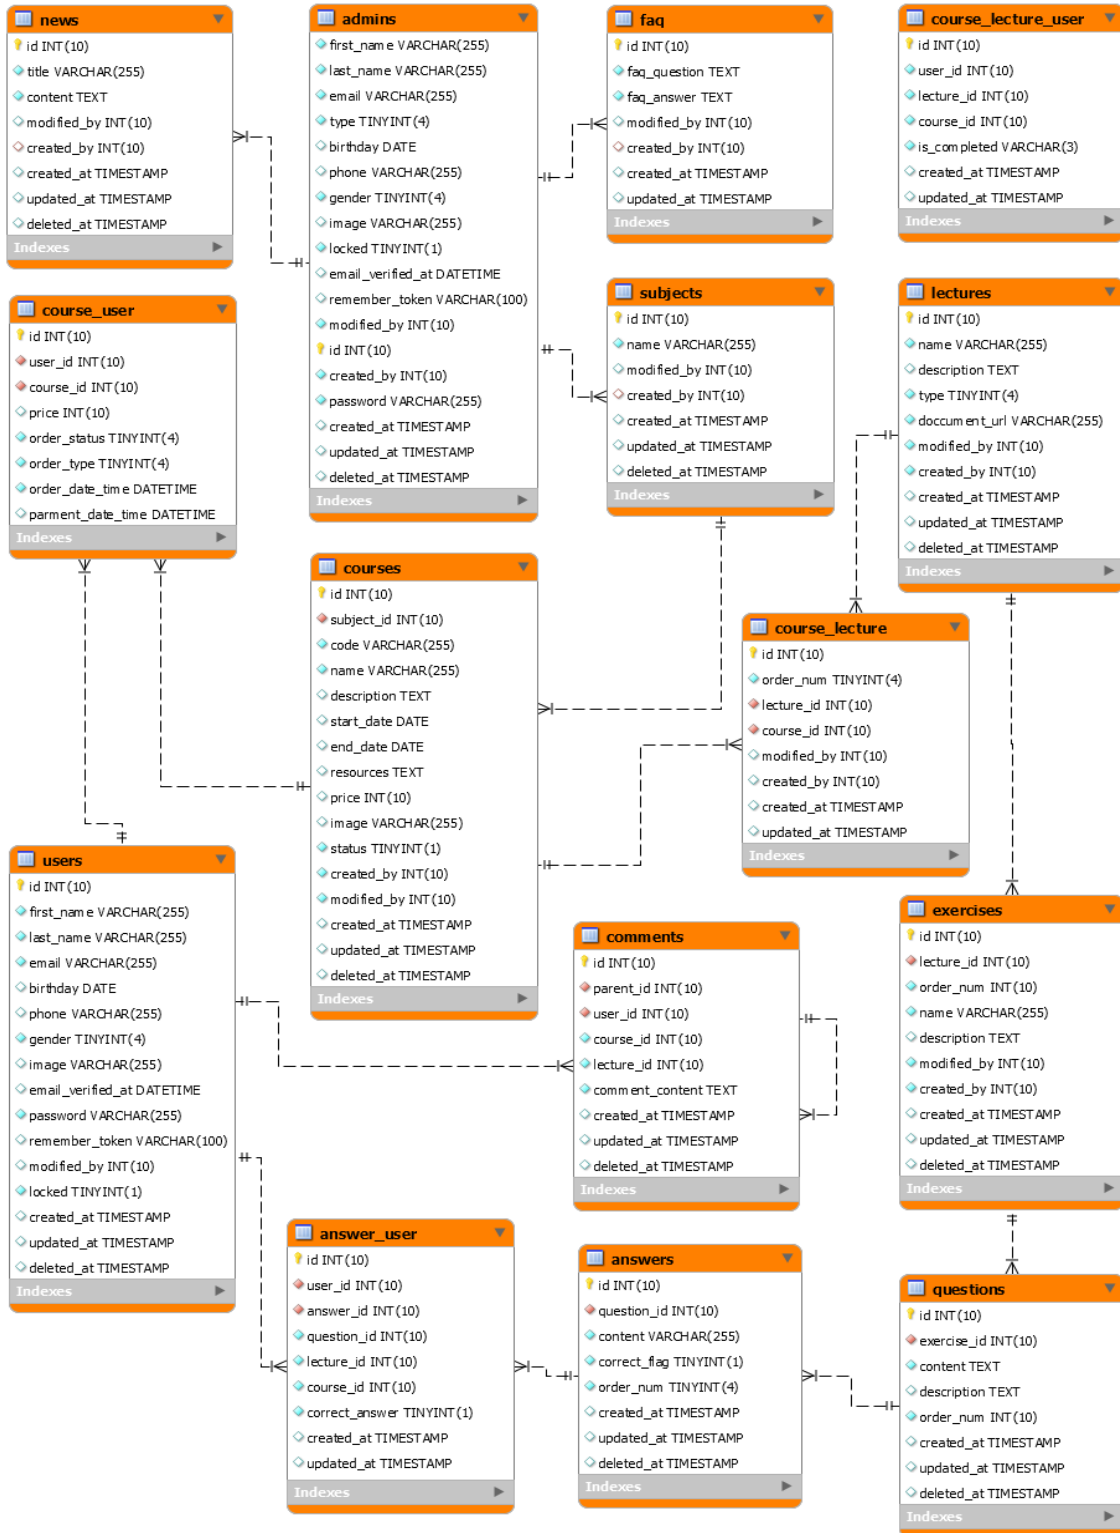 news
id INT(10)
title VARCHAR(255)
content TEXT
modified_by INT(10)
created_by INT(10)
created_at TIMESTAMP
updated_at TIMESTAMP
deleted_at TIMESTAMP
Indexes
admins
first_name VARCHAR(255)
last_name VARCHAR(255)
email VARCHAR(255)
type TINYINT(4)
birthday DATE
phone VARCHAR(255)
gender TINYINT(4)
image VARCHAR(255)
locked TINYINT(1)
email_verified_at DATETIME
remember_token VARCHAR(100)
modified_by INT(10)
id INT(10)
created_by INT(10)
password VARCHAR(255)
created_at TIMESTAMP
updated_at TIMESTAMP
deleted_at TIMESTAMP
Indexes
faq
id INT(10)
faq_question TEXT
faq_answer TEXT
modified_by INT(10)
created_by INT(10)
created_at TIMESTAMP
updated_at TIMESTAMP
Indexes
course_lecture_user
id INT(10)
user_id INT(10)
lecture_id INT(10)
course_id INT(10)
is_completed VARCHAR(3)
created_at TIMESTAMP
updated_at TIMESTAMP
Indexes
course_user
id INT(10)
user_id INT(10)
course_id INT(10)
price INT(10)
order_status TINYINT(4)
order_type TINYINT(4)
order_date_time DATETIME
parment_date_time DATETIME
Indexes
subjects
id INT(10)
name VARCHAR(255)
modified_by INT(10)
created_by INT(10)
created_at TIMESTAMP
updated_at TIMESTAMP
deleted_at TIMESTAMP
Indexes
lectures
id INT(10)
name VARCHAR(255)
description TEXT
type TINYINT(4)
doccument_url VARCHAR(255)
modified_by INT(10)
created_by INT(10)
created_at TIMESTAMP
updated_at TIMESTAMP
deleted_at TIMESTAMP
Indexes
courses
id INT(10)
subject_id INT(10)
code VARCHAR(255)
name VARCHAR(255)
description TEXT
start_date DATE
end_date DATE
resources TEXT
price INT(10)
image VARCHAR(255)
status TINYINT(1)
created_by INT(10)
modified_by INT(10)
created_at TIMESTAMP
updated_at TIMESTAMP
deleted_at TIMESTAMP
Indexes
course_lecture
id INT(10)
order_num TINYINT(4)
lecture_id INT(10)
course_id INT(10)
modified_by INT(10)
created_by INT(10)
created_at TIMESTAMP
updated_at TIMESTAMP
Indexes
users
id INT(10)
first_name VARCHAR(255)
last_name VARCHAR(255)
email VARCHAR(255)
birthday DATE
phone VARCHAR(255)
gender TINYINT(4)
image VARCHAR(255)
email_verified_at DATETIME
password VARCHAR(255)
remember_token VARCHAR(100)
modified_by INT(10)
locked TINYINT(1)
created_at TIMESTAMP
updated_at TIMESTAMP
deleted_at TIMESTAMP
Indexes
comments
id INT(10)
parent_id INT(10)
user_id INT(10)
course_id INT(10)
lecture_id INT(10)
comment_content TEXT
created_at TIMESTAMP
updated_at TIMESTAMP
deleted_at TIMESTAMP
Indexes
exercises
id INT(10)
lecture_id INT(10)
order_num INT(10)
name VARCHAR(255)
description TEXT
modified_by INT(10)
created_by INT(10)
created_at TIMESTAMP
updated_at TIMESTAMP
deleted_at TIMESTAMP
Indexes
answer_user
id INT(10)
user_id INT(10)
answer_id INT(10)
question_id INT(10)
lecture_id INT(10)
course_id INT(10)
correct_answer TINYINT(1)
created_at TIMESTAMP
updated_at TIMESTAMP
Indexes
answers
id INT(10)
question_id INT(10)
content VARCHAR(255)
correct_flag TINYINT(1)
order_num TINYINT(4)
created_at TIMESTAMP
updated_at TIMESTAMP
deleted_at TIMESTAMP
Indexes
questions
id INT(10)
exercise_id INT(10)
content TEXT
description TEXT
order_num INT(10)
created_at TIMESTAMP
updated_at TIMESTAMP
deleted_at TIMESTAMP
Indexes